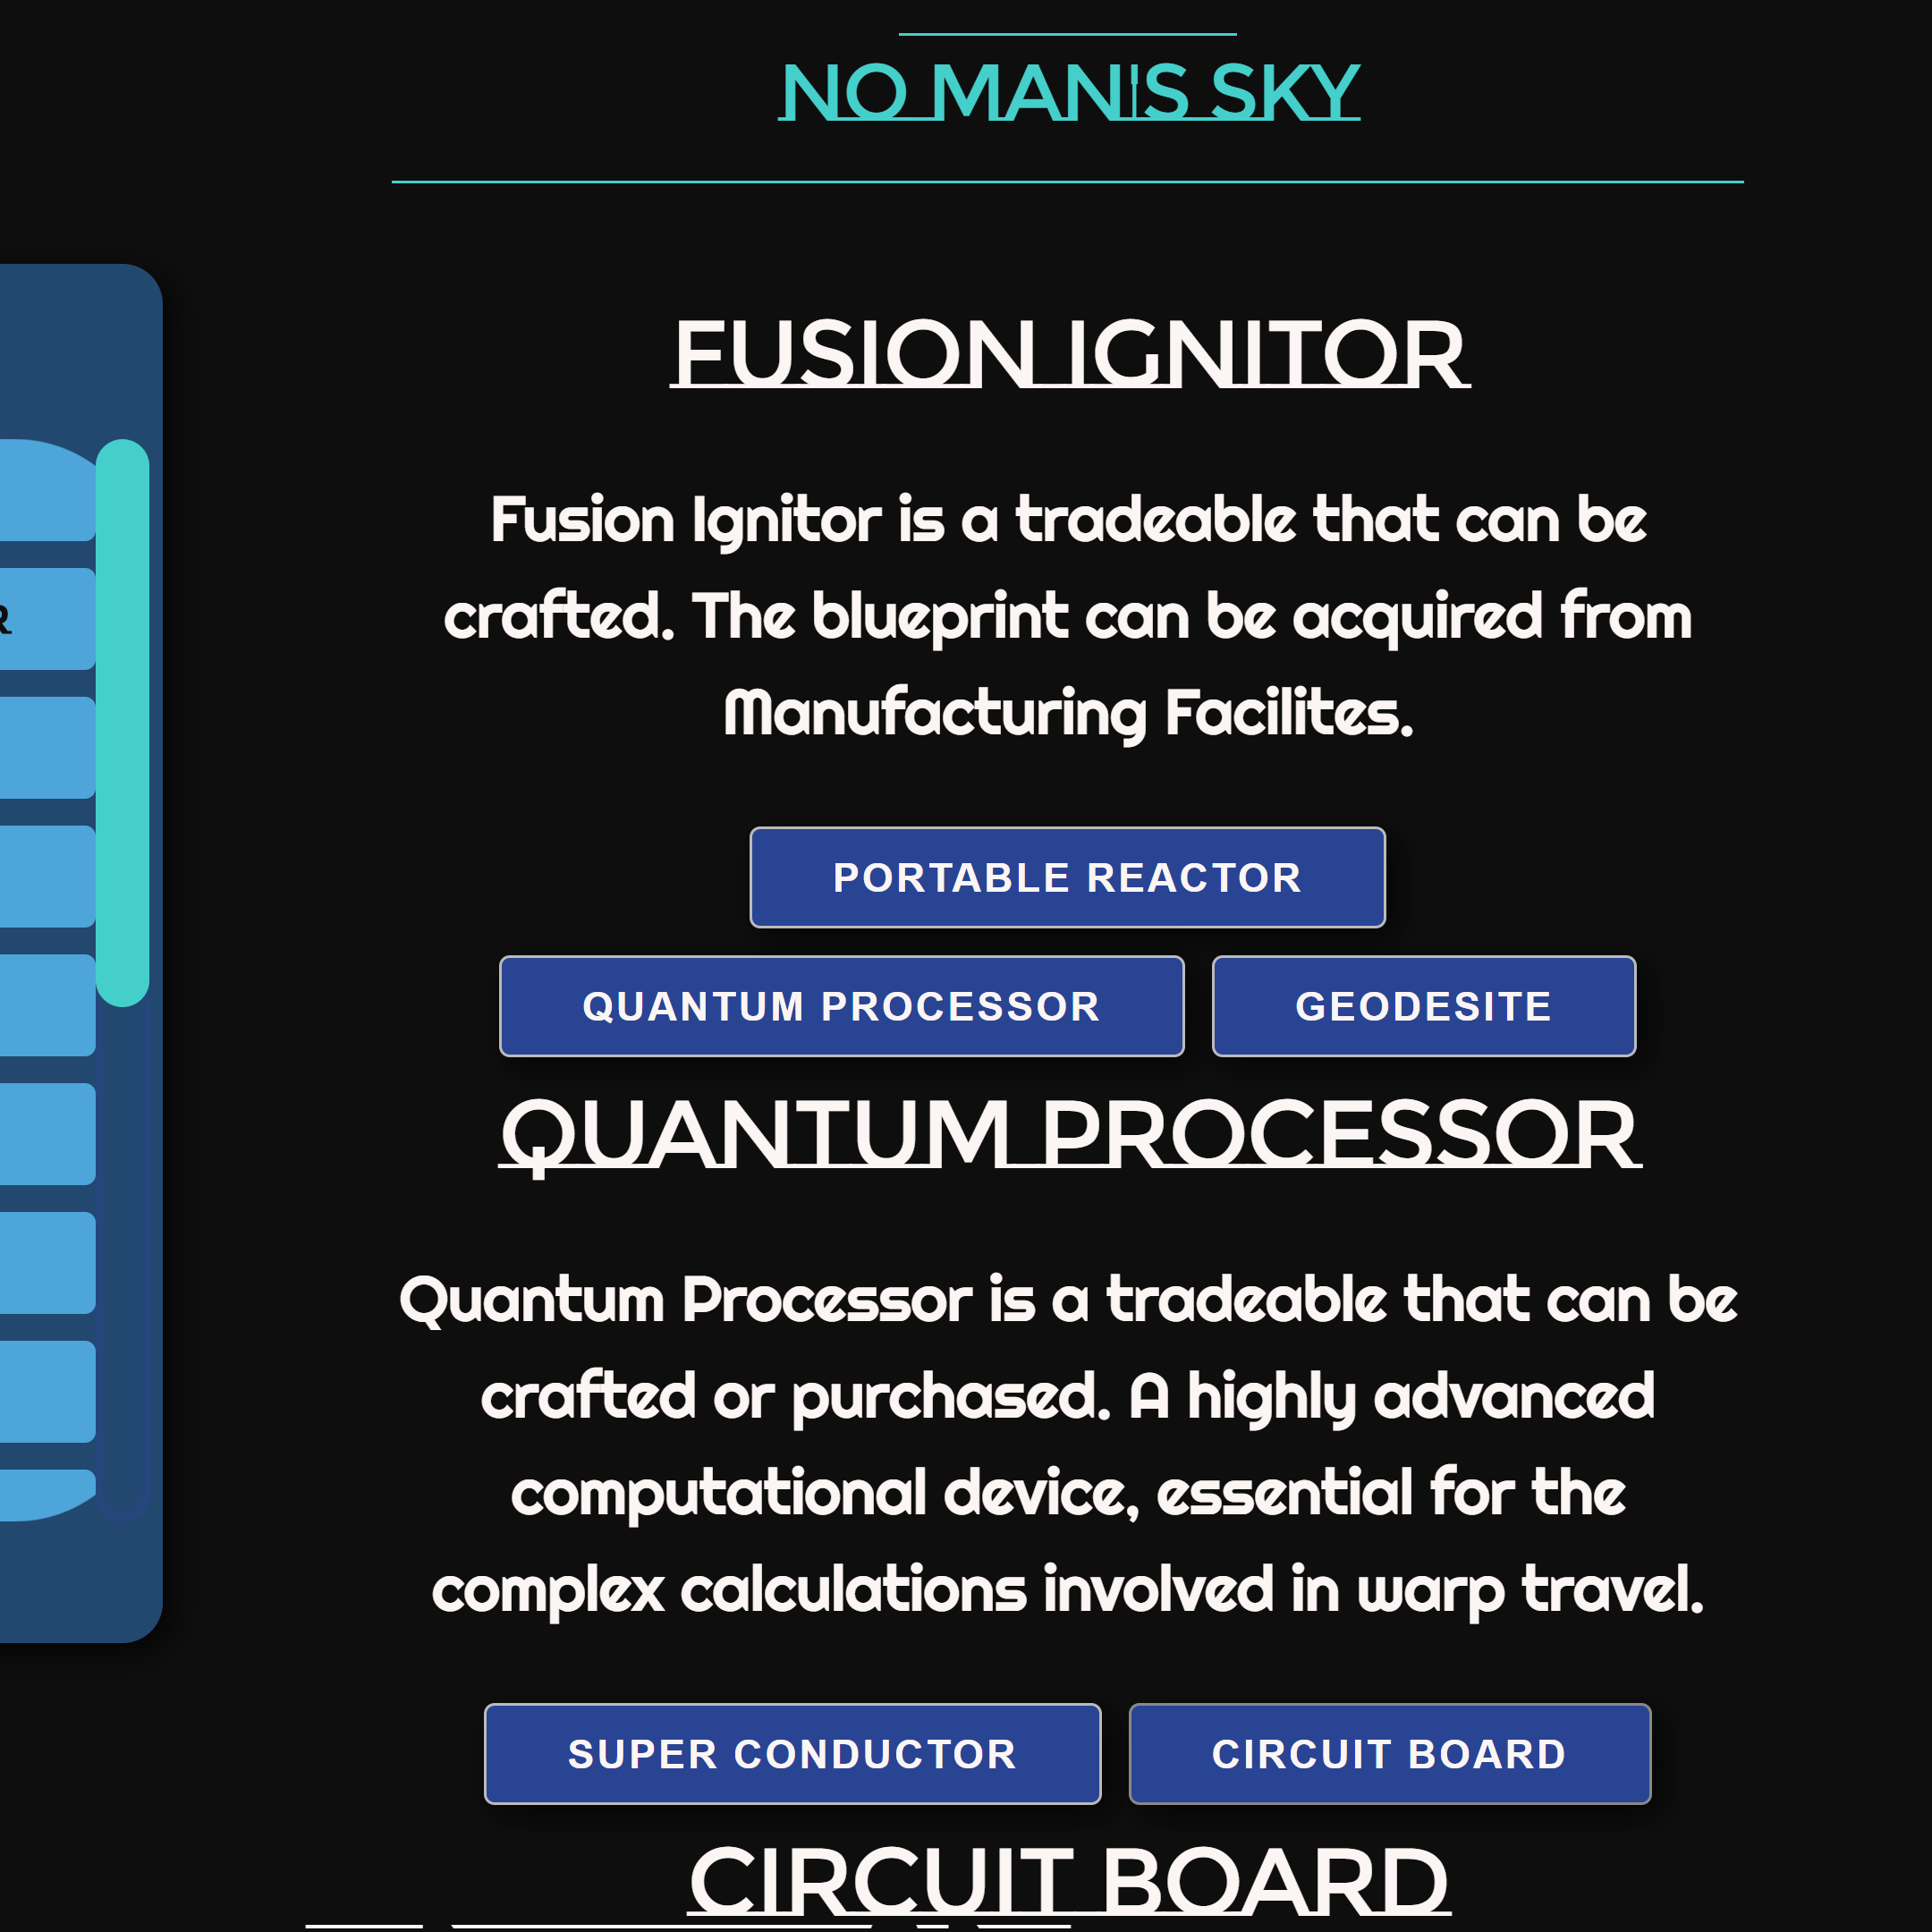 NO MAN'S SKY
FUSION IGNITOR
Fusion Ignitor is a tradeable that can be
crafted. The blueprint can be acquired from
Manufacturing Facilites.
PORTABLE REACTOR
QUANTUM PROCESSOR GEODESITE
QUANTUM PROCESSOR
Quantum Processor is a tradeable that can be
crafted or purchased. A highly advanced
computational device, essential for the
complex calculations involved in warp travel.
SUPER CONDUCTOR CIRCUIT BOARD
CIRCUIT BOARD